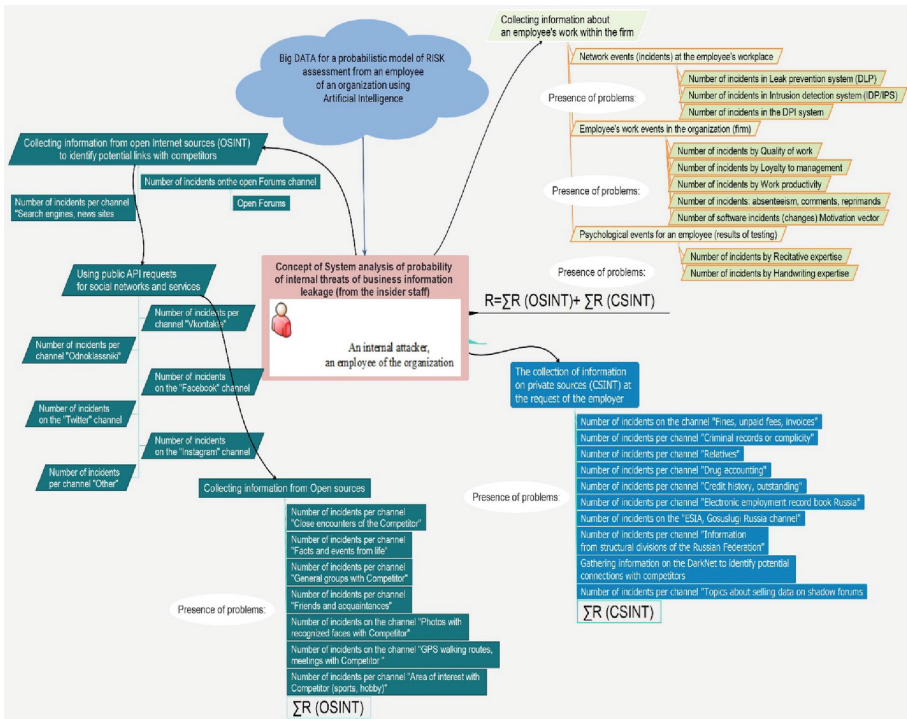 Big DATA for a probabilistic model of RISK
assessment from an employee
of an organization using
Artificial Intelligence
Collecting information about
an employee's work within the firm
Network events (incidents) at the employee's workplace
Presence of problems:
Number of incidents in Leak prevention system (DLP)
Number of incidents in Intrusion detection system (IDP/IPS)
Number of incidents in the DPI system
Employee's work events in the organization (firm)
Presence of problems:
Number of incidents by Quality of work
Number of incidents by Loyalty to management
Number of incidents by Work productivity
Number of incidents: absenteeism, comments, reprimands
Number of software incidents (changes) Motivation vector
Psychological events for an employee (results of testing)
Presence of problems:
Number of incidents by Recitative expertise
Number of incidents by Handwriting expertise
Collecting information from open Internet sources (OSINT)
to identify potential links with competitors
Number of incidents onthe open Forums channel
Open Forums
Number of incidents per channel
"Search engines, news sites
Using public API requests
for social networks and services
Number of incidents per
channel "Vkontakte"
Number of incidents per
channel "Odnoklassniki"
Number of incidents
on the "Facebook" channel
Number of incidents
on the "Twitter" channel
Number of incidents
on the "Instagram" channel
Number of incidents
per channel "Other"
Concept of System analysis of probability
of internal threats of business information
leakage (from the insider staff)
An internal attacker,
an employee of the organization
R=∑R (OSINT)+ ∑R (CSINT)
The collection of information
on private sources (CSINT) at
the request of the employer
Presence of problems:
Number of incidents on the channel "Fines, unpaid fees, invoices"
Number of incidents per channel "Criminal records or complicity"
Number of incidents per channel "Relatives"
Number of incidents per channel "Drug accounting"
Number of incidents per channel "Credit history, outstanding"
Number of incidents per channel "Electronic employment record book Russia"
Number of incidents on the "ESIA, Gosuslugi Russia channel"
Number of incidents per channel "Information
from structural divisions of the Russian Federation"
Gathering information on the DarkNet to identify potential
connections with competitors
Number of incidents per channel "Topics about selling data on shadow forums
∑R (CSINT)
Collecting information from Open sources
Presence of problems:
Number of incidents per channel
"Close encounters of the Competitor"
Number of incidents per channel
"Facts and events from life"
Number of incidents per channel
"General groups with Competitor"
Number of incidents per channel
"Friends and acquaintances"
Number of incidents on the channel "Photos with
recognized faces with Competitor"
Number of incidents on the channel "GPS walking routes,
meetings with Competitor "
Number of incidents per channel "Area of interest with
Competitor (sports, hobby)"
∑R (OSINT)